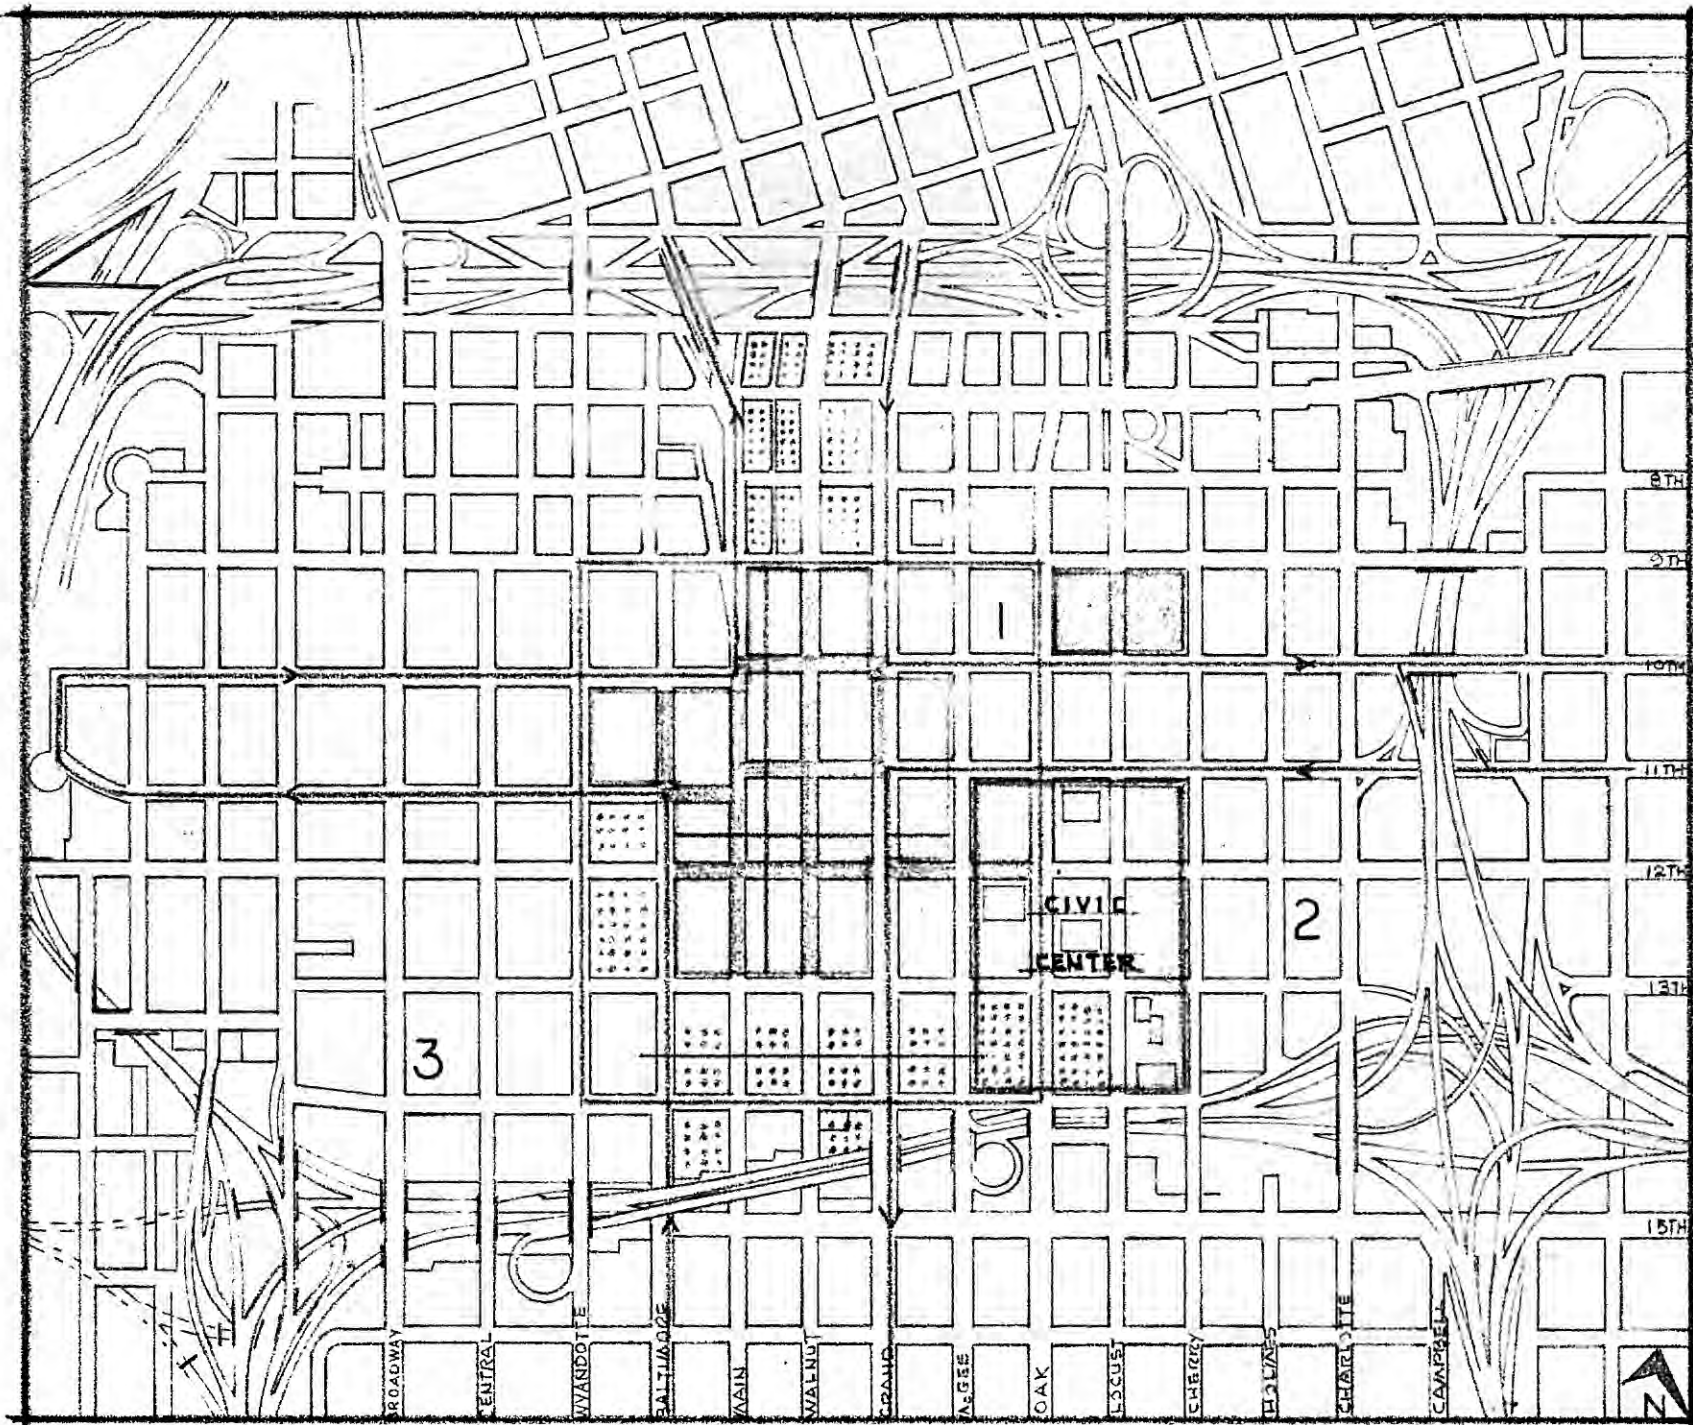 8TH
9TH
1
10TH
11TH
12TH
2
CIVIC
CENTER
13TH
3
15TH
BROADWAY
CENTRAL
WYANDOTTE
BALTIMORE
MAIN
WALNUT
GRAND
McGEE
OAK
LOCUST
CHERRY
HOLMES
CHARLOTTE
CAMPBELL
N